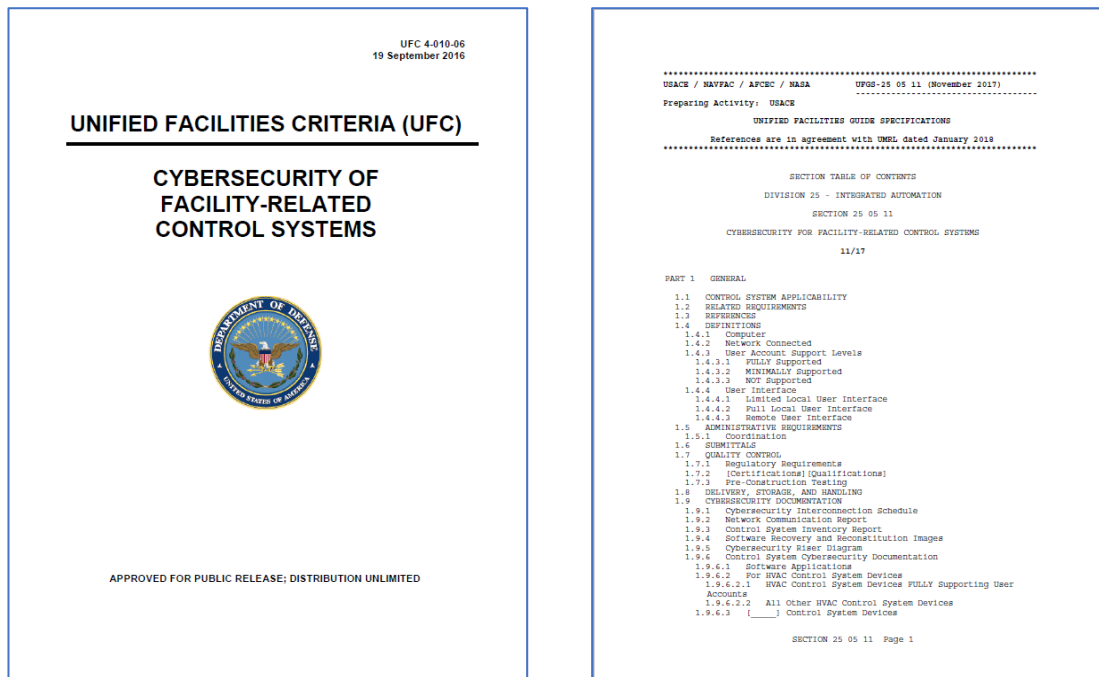 UFC 4-010-06
19 September 2016
UNIFIED FACILITIES CRITERIA (UFC)
CYBERSECURITY OF
FACILITY-RELATED
CONTROL SYSTEMS
DEPARTMENT OF DEFENSE
UNITED STATES OF AMERICA
APPROVED FOR PUBLIC RELEASE; DISTRIBUTION UNLIMITED
**************************************************************************
USACE / NAVFAC / AFCEC / NASA UFGS-25 05 11 (November 2017)
-----------------------------------
Preparing Activity: USACE
UNIFIED FACILITIES GUIDE SPECIFICATIONS
References are in agreement with UMRL dated January 2018
**************************************************************************
SECTION TABLE OF CONTENTS
DIVISION 25 - INTEGRATED AUTOMATION
SECTION 25 05 11
CYBERSECURITY FOR FACILITY-RELATED CONTROL SYSTEMS
11/17
PART 1 GENERAL
1.1 CONTROL SYSTEM APPLICABILITY
1.2 RELATED REQUIREMENTS
1.3 REFERENCES
1.4 DEFINITIONS
1.4.1 Computer
1.4.2 Network Connected
1.4.3 User Account Support Levels
1.4.3.1 FULLY Supported
1.4.3.2 MINIMALLY Supported
1.4.3.3 NOT Supported
1.4.4 User Interface
1.4.4.1 Limited Local User Interface
1.4.4.2 Full Local User Interface
1.4.4.3 Remote User Interface
1.5 ADMINISTRATIVE REQUIREMENTS
1.5.1 Coordination
1.6 SUBMITTALS
1.7 QUALITY CONTROL
1.7.1 Regulatory Requirements
1.7.2 [Certifications][Qualifications]
1.7.3 Pre-Construction Testing
1.8 DELIVERY, STORAGE, AND HANDLING
1.9 CYBERSECURITY DOCUMENTATION
1.9.1 Cybersecurity Interconnection Schedule
1.9.2 Network Communication Report
1.9.3 Control System Inventory Report
1.9.4 Software Recovery and Reconstitution Images
1.9.5 Cybersecurity Riser Diagram
1.9.6 Control System Cybersecurity Documentation
1.9.6.1 Software Applications
1.9.6.2 For HVAC Control System Devices
1.9.6.2.1 HVAC Control System Devices FULLY Supporting User
Accounts
1.9.6.2.2 All Other HVAC Control System Devices
1.9.6.3 [_____] Control System Devices
SECTION 25 05 11 Page 1